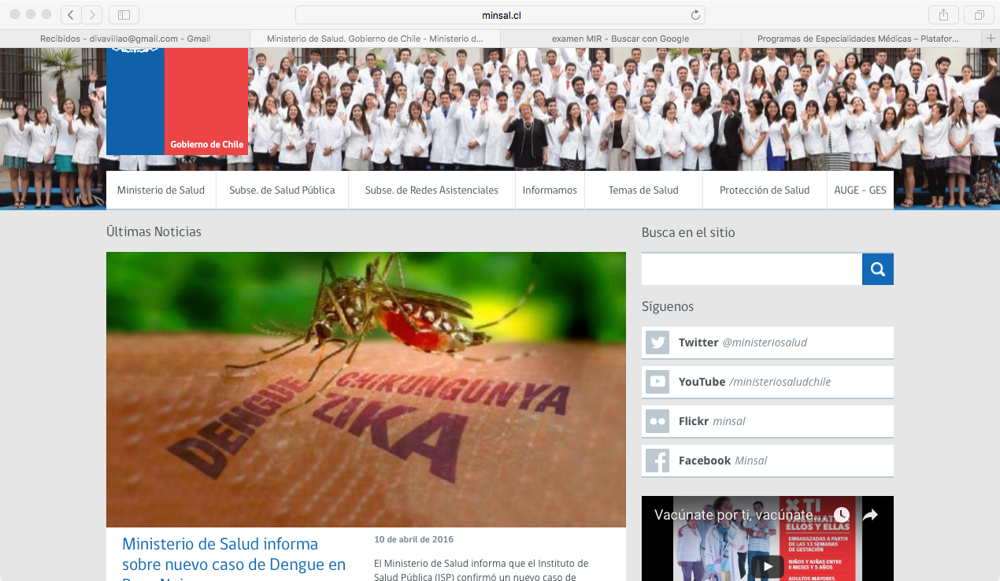 minsal.cl
Recibidos - divavillao@gmail.com - Gmail
Ministerio de Salud. Gobierno de Chile - Ministerio d...
examen MIR - Buscar con Google
Programas de Especialidades Médicas – Platafor...
Gobierno de Chile
Ministerio de Salud
Subse. de Salud Pública
Subse. de Redes Asistenciales
Informamos
Temas de Salud
Protección de Salud
AUGE - GES
Últimas Noticias
DENGUE
CHIKUNGUNYA
ZIKA
Ministerio de Salud informa
sobre nuevo caso de Dengue en
10 de abril de 2016
El Ministerio de Salud informa que el Instituto de
Salud Pública (ISP) confirmó un nuevo caso de
Busca en el sitio
Síguenos
Twitter @ministeriosalud
YouTube /ministeriosaludchile
Flickr minsal
Facebook Minsal
Vacúnate por ti, vacúnate...
X TI
ELLOS Y ELLAS
EMBARAZADAS A PARTIR
DE LAS 13 SEMANAS
DE GESTACIÓN
NIÑOS Y NIÑAS ENTRE
6 MESES Y 5 AÑOS
ADULTOS MAYORES